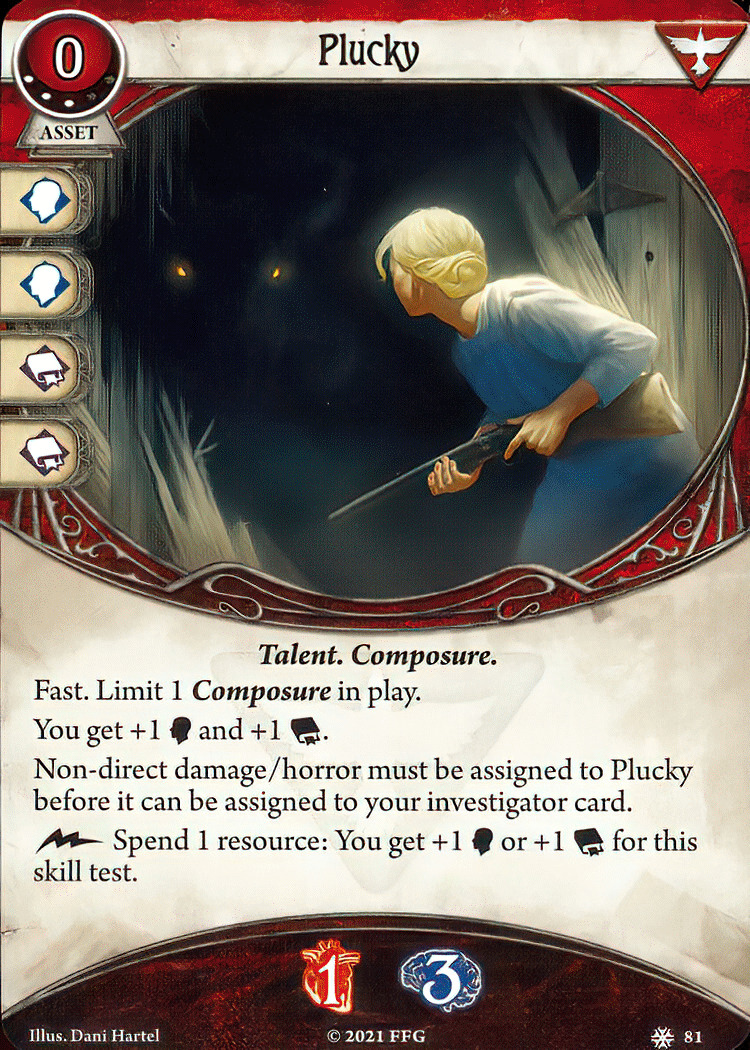 0
Plucky
ASSET
Talent. Composure.
Fast. Limit 1 Composure in play.
You get +1 and +1 .
Non-direct damage/horror must be assigned to Plucky
before it can be assigned to your investigator card.
Spend 1 resource: You get +1 or +1 for this
skill test.
1 3
Illus. Dani Hartel © 2021 FFG 81